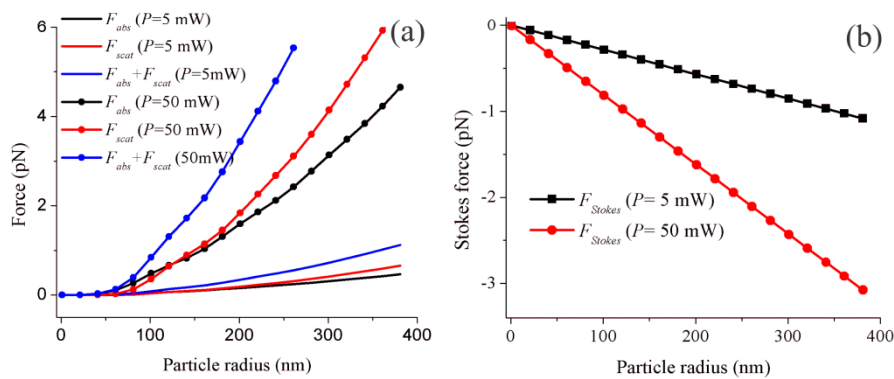 (a)
F_abs (P=5 mW)
F_scat (P=5 mW)
F_abs+F_scat (P=5mW)
F_abs (P=50 mW)
F_scat (P=50 mW)
F_abs+F_scat (50mW)
Force (pN)
6
4
2
0
0
100
200
300
400
Particle radius (nm)
(b)
F_Stokes (P= 5 mW)
F_Stokes (P= 50 mW)
Stokes force (pN)
0
-1
-2
-3
0
100
200
300
400
Particle radius (nm)